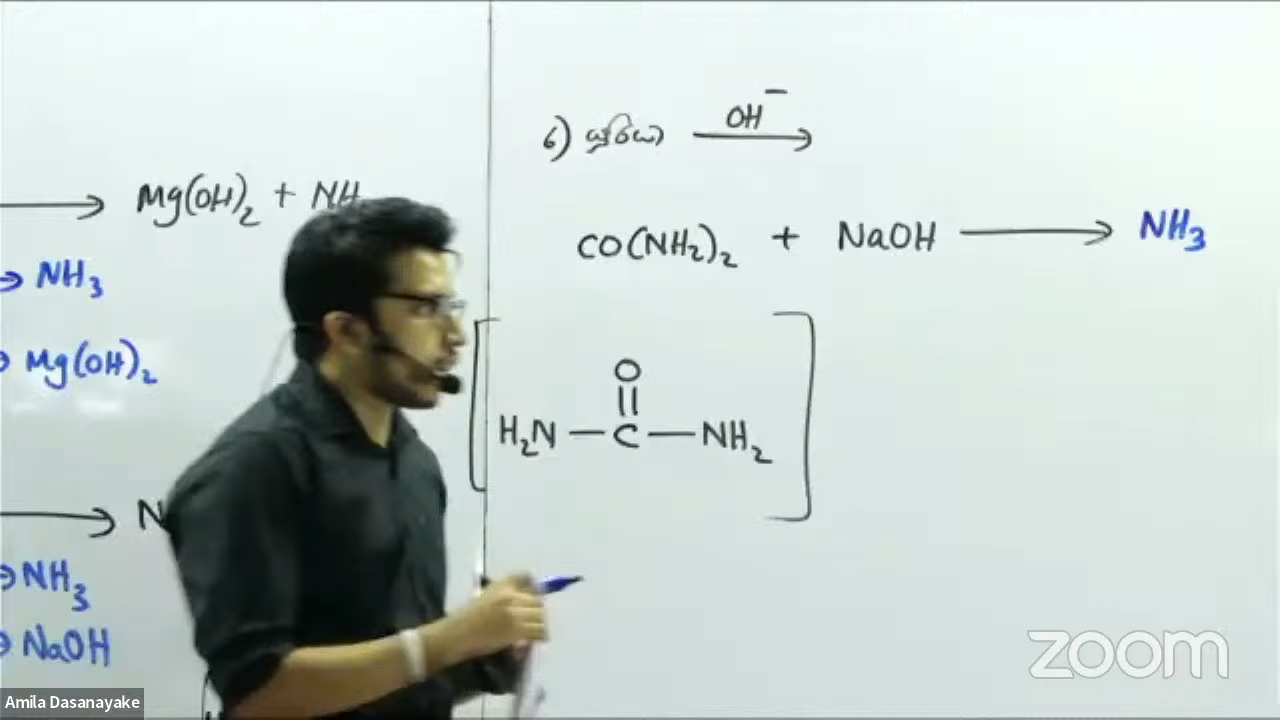 ⟶ Mg(OH)₂ + NH
→ NH₃
Mg(OH)₂
⟶ N
NH₃
NaOH
6) යූරියා OH⁻ ⟶
CO(NH₂)₂ + NaOH ⟶ NH₃
O
||
H₂N — C — NH₂
zoom
Amila Dasanayake